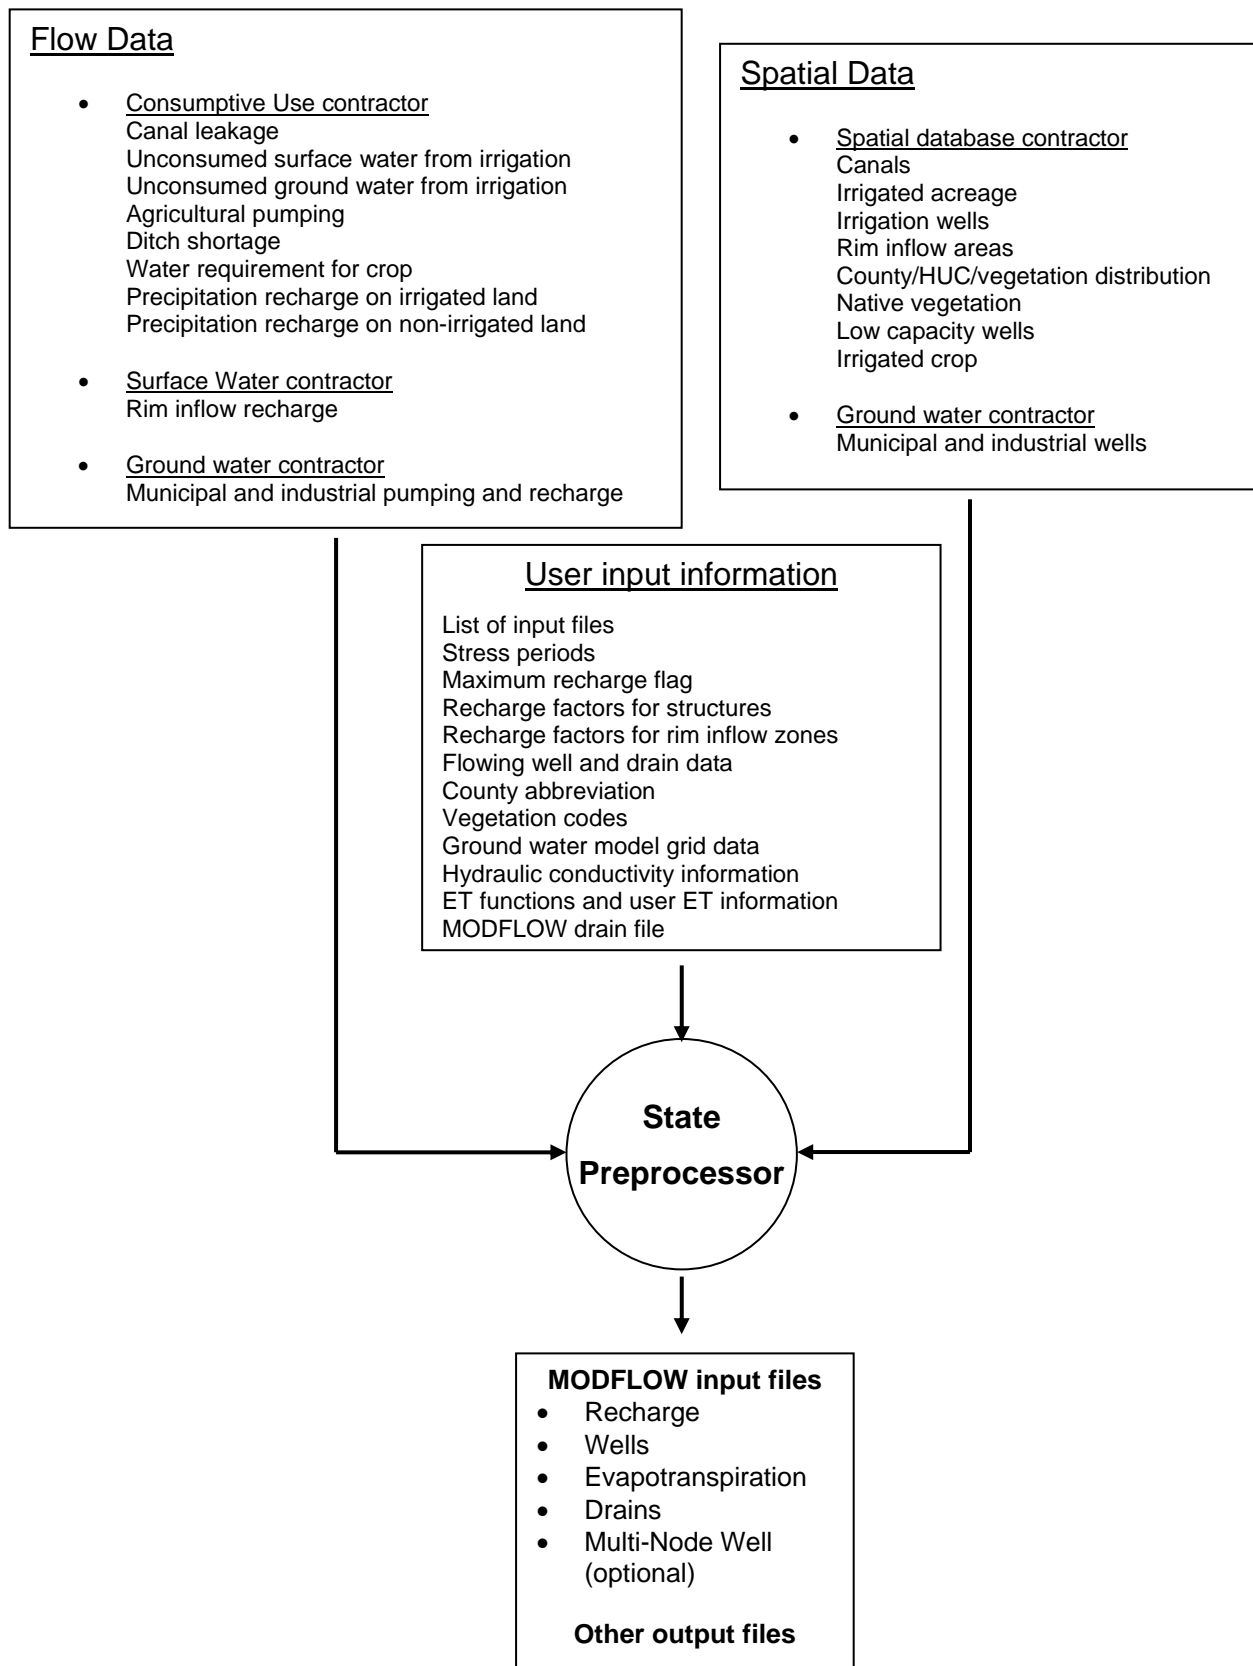 Flow Data
• Consumptive Use contractor
Canal leakage
Unconsumed surface water from irrigation
Unconsumed ground water from irrigation
Agricultural pumping
Ditch shortage
Water requirement for crop
Precipitation recharge on irrigated land
Precipitation recharge on non-irrigated land
• Surface Water contractor
Rim inflow recharge
• Ground water contractor
Municipal and industrial pumping and recharge
Spatial Data
• Spatial database contractor
Canals
Irrigated acreage
Irrigation wells
Rim inflow areas
County/HUC/vegetation distribution
Native vegetation
Low capacity wells
Irrigated crop
• Ground water contractor
Municipal and industrial wells
User input information
List of input files
Stress periods
Maximum recharge flag
Recharge factors for structures
Recharge factors for rim inflow zones
Flowing well and drain data
County abbreviation
Vegetation codes
Ground water model grid data
Hydraulic conductivity information
ET functions and user ET information
MODFLOW drain file
State
Preprocessor
MODFLOW input files
• Recharge
• Wells
• Evapotranspiration
• Drains
• Multi-Node Well
(optional)
Other output files